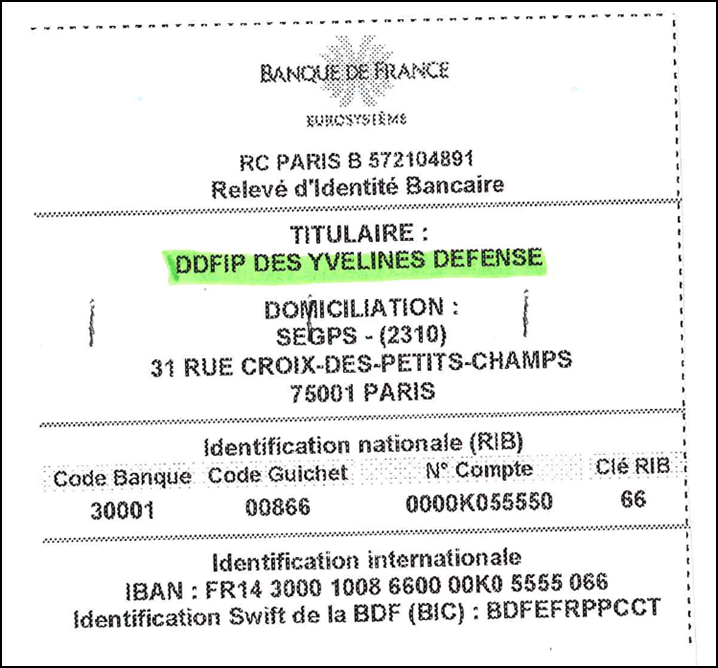 BANQUE DE FRANCE
EUROSYSTÈME
RC PARIS B 572104891
Relevé d'Identité Bancaire
TITULAIRE :
DDFIP DES YVELINES DEFENSE
DOMICILIATION :
SEGPS - (2310)
31 RUE CROIX-DES-PETITS-CHAMPS
75001 PARIS
Identification nationale (RIB)
Code Banque Code Guichet N° Compte Clé RIB
30001 00866 0000K055550 66
Identification internationale
IBAN : FR14 3000 1008 6600 00K0 5555 066
Identification Swift de la BDF (BIC) : BDFEFRPPCCT